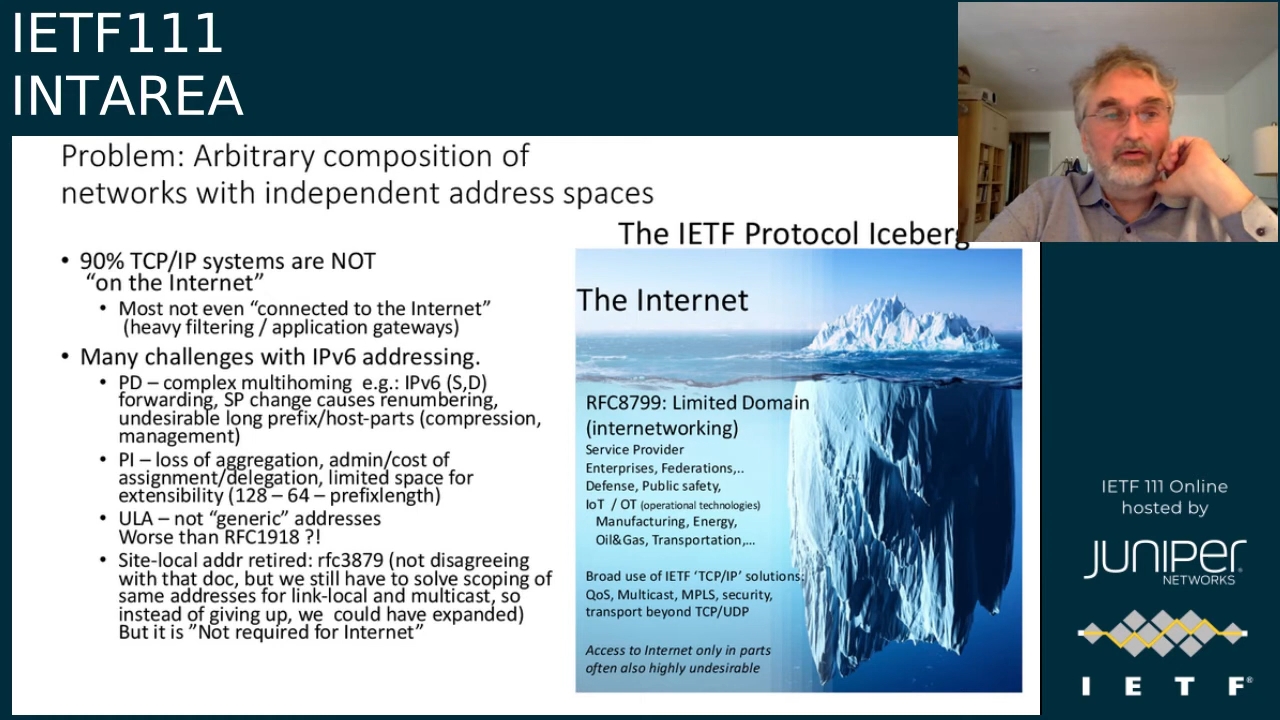 IETF111
INTAREA
Problem: Arbitrary composition of
networks with independent address spaces
• 90% TCP/IP systems are NOT
“on the Internet”
• Most not even “connected to the Internet”
(heavy filtering / application gateways)
• Many challenges with IPv6 addressing.
• PD – complex multihoming e.g.: IPv6 (S,D)
forwarding, SP change causes renumbering,
undesirable long prefix/host-parts (compression,
management)
• PI – loss of aggregation, admin/cost of
assignment/delegation, limited space for
extensibility (128 – 64 – prefixlength)
• ULA – not “generic” addresses
Worse than RFC1918 ?!
• Site-local addr retired: rfc3879 (not disagreeing
with that doc, but we still have to solve scoping of
same addresses for link-local and multicast, so
instead of giving up, we could have expanded)
But it is ”Not required for Internet”
The IETF Protocol Iceberg
The Internet
RFC8799: Limited Domain
(internetworking)
Service Provider
Enterprises, Federations,..
Defense, Public safety,
IoT / OT (operational technologies)
Manufacturing, Energy,
Oil&Gas, Transportation,...
Broad use of IETF ‘TCP/IP’ solutions:
QoS, Multicast, MPLS, security,
transport beyond TCP/UDP
Access to Internet only in parts
often also highly undesirable
IETF 111 Online
hosted by
JUNIPER
NETWORKS
I E T F®